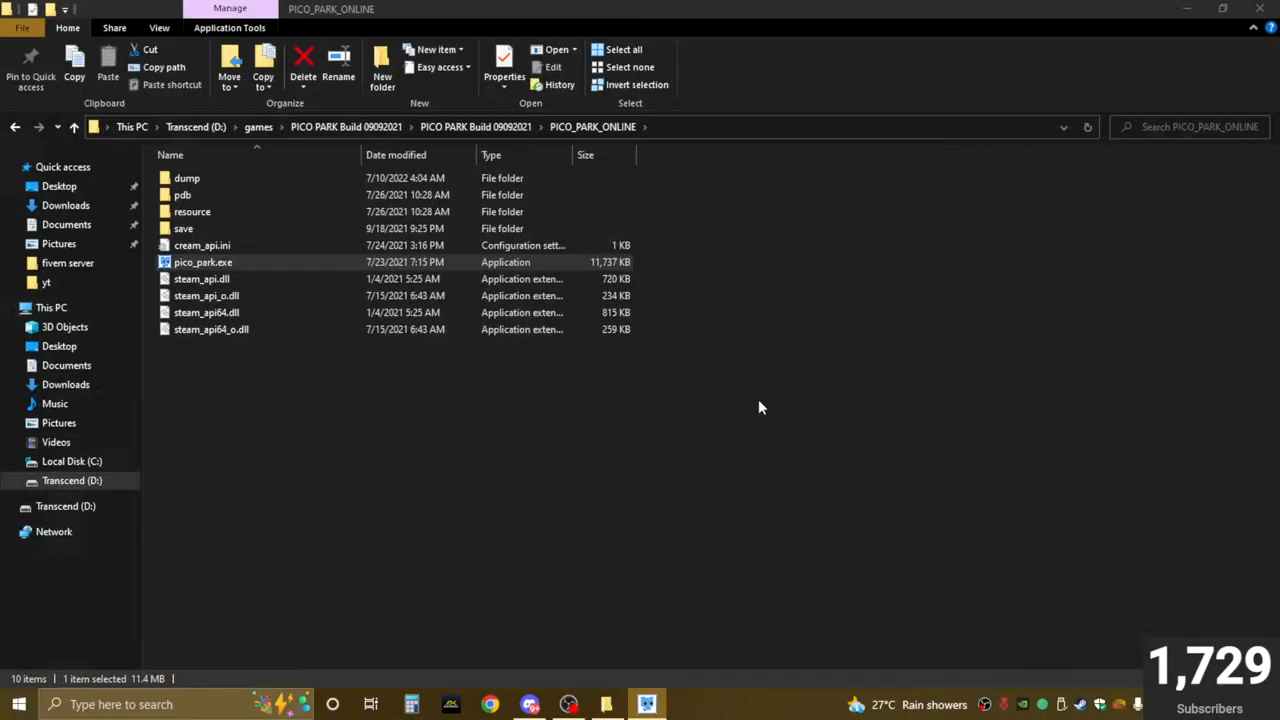 Manage PICO_PARK_ONLINE
File Home Share View Application Tools
Pin to Quick access
Copy
Paste
Cut
Copy path
Paste shortcut
Clipboard
Move to
Copy to
Delete
Rename
Organize
New folder
New item
Easy access
New
Properties
Open
Edit
History
Open
Select all
Select none
Invert selection
Select
This PC Transcend (D:) games PICO PARK Build 09092021 PICO PARK Build 09092021 PICO_PARK_ONLINE Search PICO_PARK_ONLINE
Quick access
Desktop
Downloads
Documents
Pictures
fivem server
yt
This PC
3D Objects
Desktop
Documents
Downloads
Music
Pictures
Videos
Local Disk (C:)
Transcend (D:)
Transcend (D:)
Network
Name Date modified Type Size
dump 7/10/2022 4:04 AM File folder
pdb 7/26/2021 10:28 AM File folder
resource 7/26/2021 10:28 AM File folder
save 9/18/2021 9:25 PM File folder
cream_api.ini 7/24/2021 3:16 PM Configuration sett... 1 KB
pico_park.exe 7/23/2021 7:15 PM Application 11,737 KB
steam_api.dll 1/4/2021 5:25 AM Application exten... 720 KB
steam_api_o.dll 7/15/2021 6:43 AM Application exten... 234 KB
steam_api64.dll 1/4/2021 5:25 AM Application exten... 815 KB
steam_api64_o.dll 7/15/2021 6:43 AM Application exten... 259 KB
10 items 1 item selected 11.4 MB
1,729
Subscribers
Type here to search 27°C Rain showers